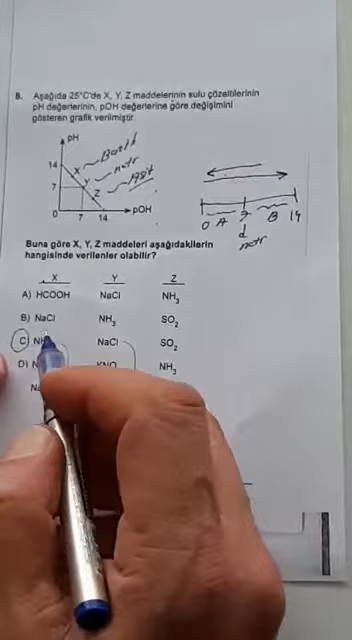 8. Aşağıda 25°C'de X, Y, Z maddelerinin sulu çözeltilerinin
pH değerlerinin, pOH değerlerine göre değişimini
gösteren grafik verilmiştir.
pH
14
X
Bazik
Y
nötr
7
Z
Asit
0
7
14
pOH
0 A 7 B 14
nötr
Buna göre X, Y, Z maddeleri aşağıdakilerin
hangisinde verilenler olabilir?
X Y Z
A) HCOOH NaCl NH₃
B) NaCl NH₃ SO₂
C) NaCl SO₂
D) KNO NH₃
Na